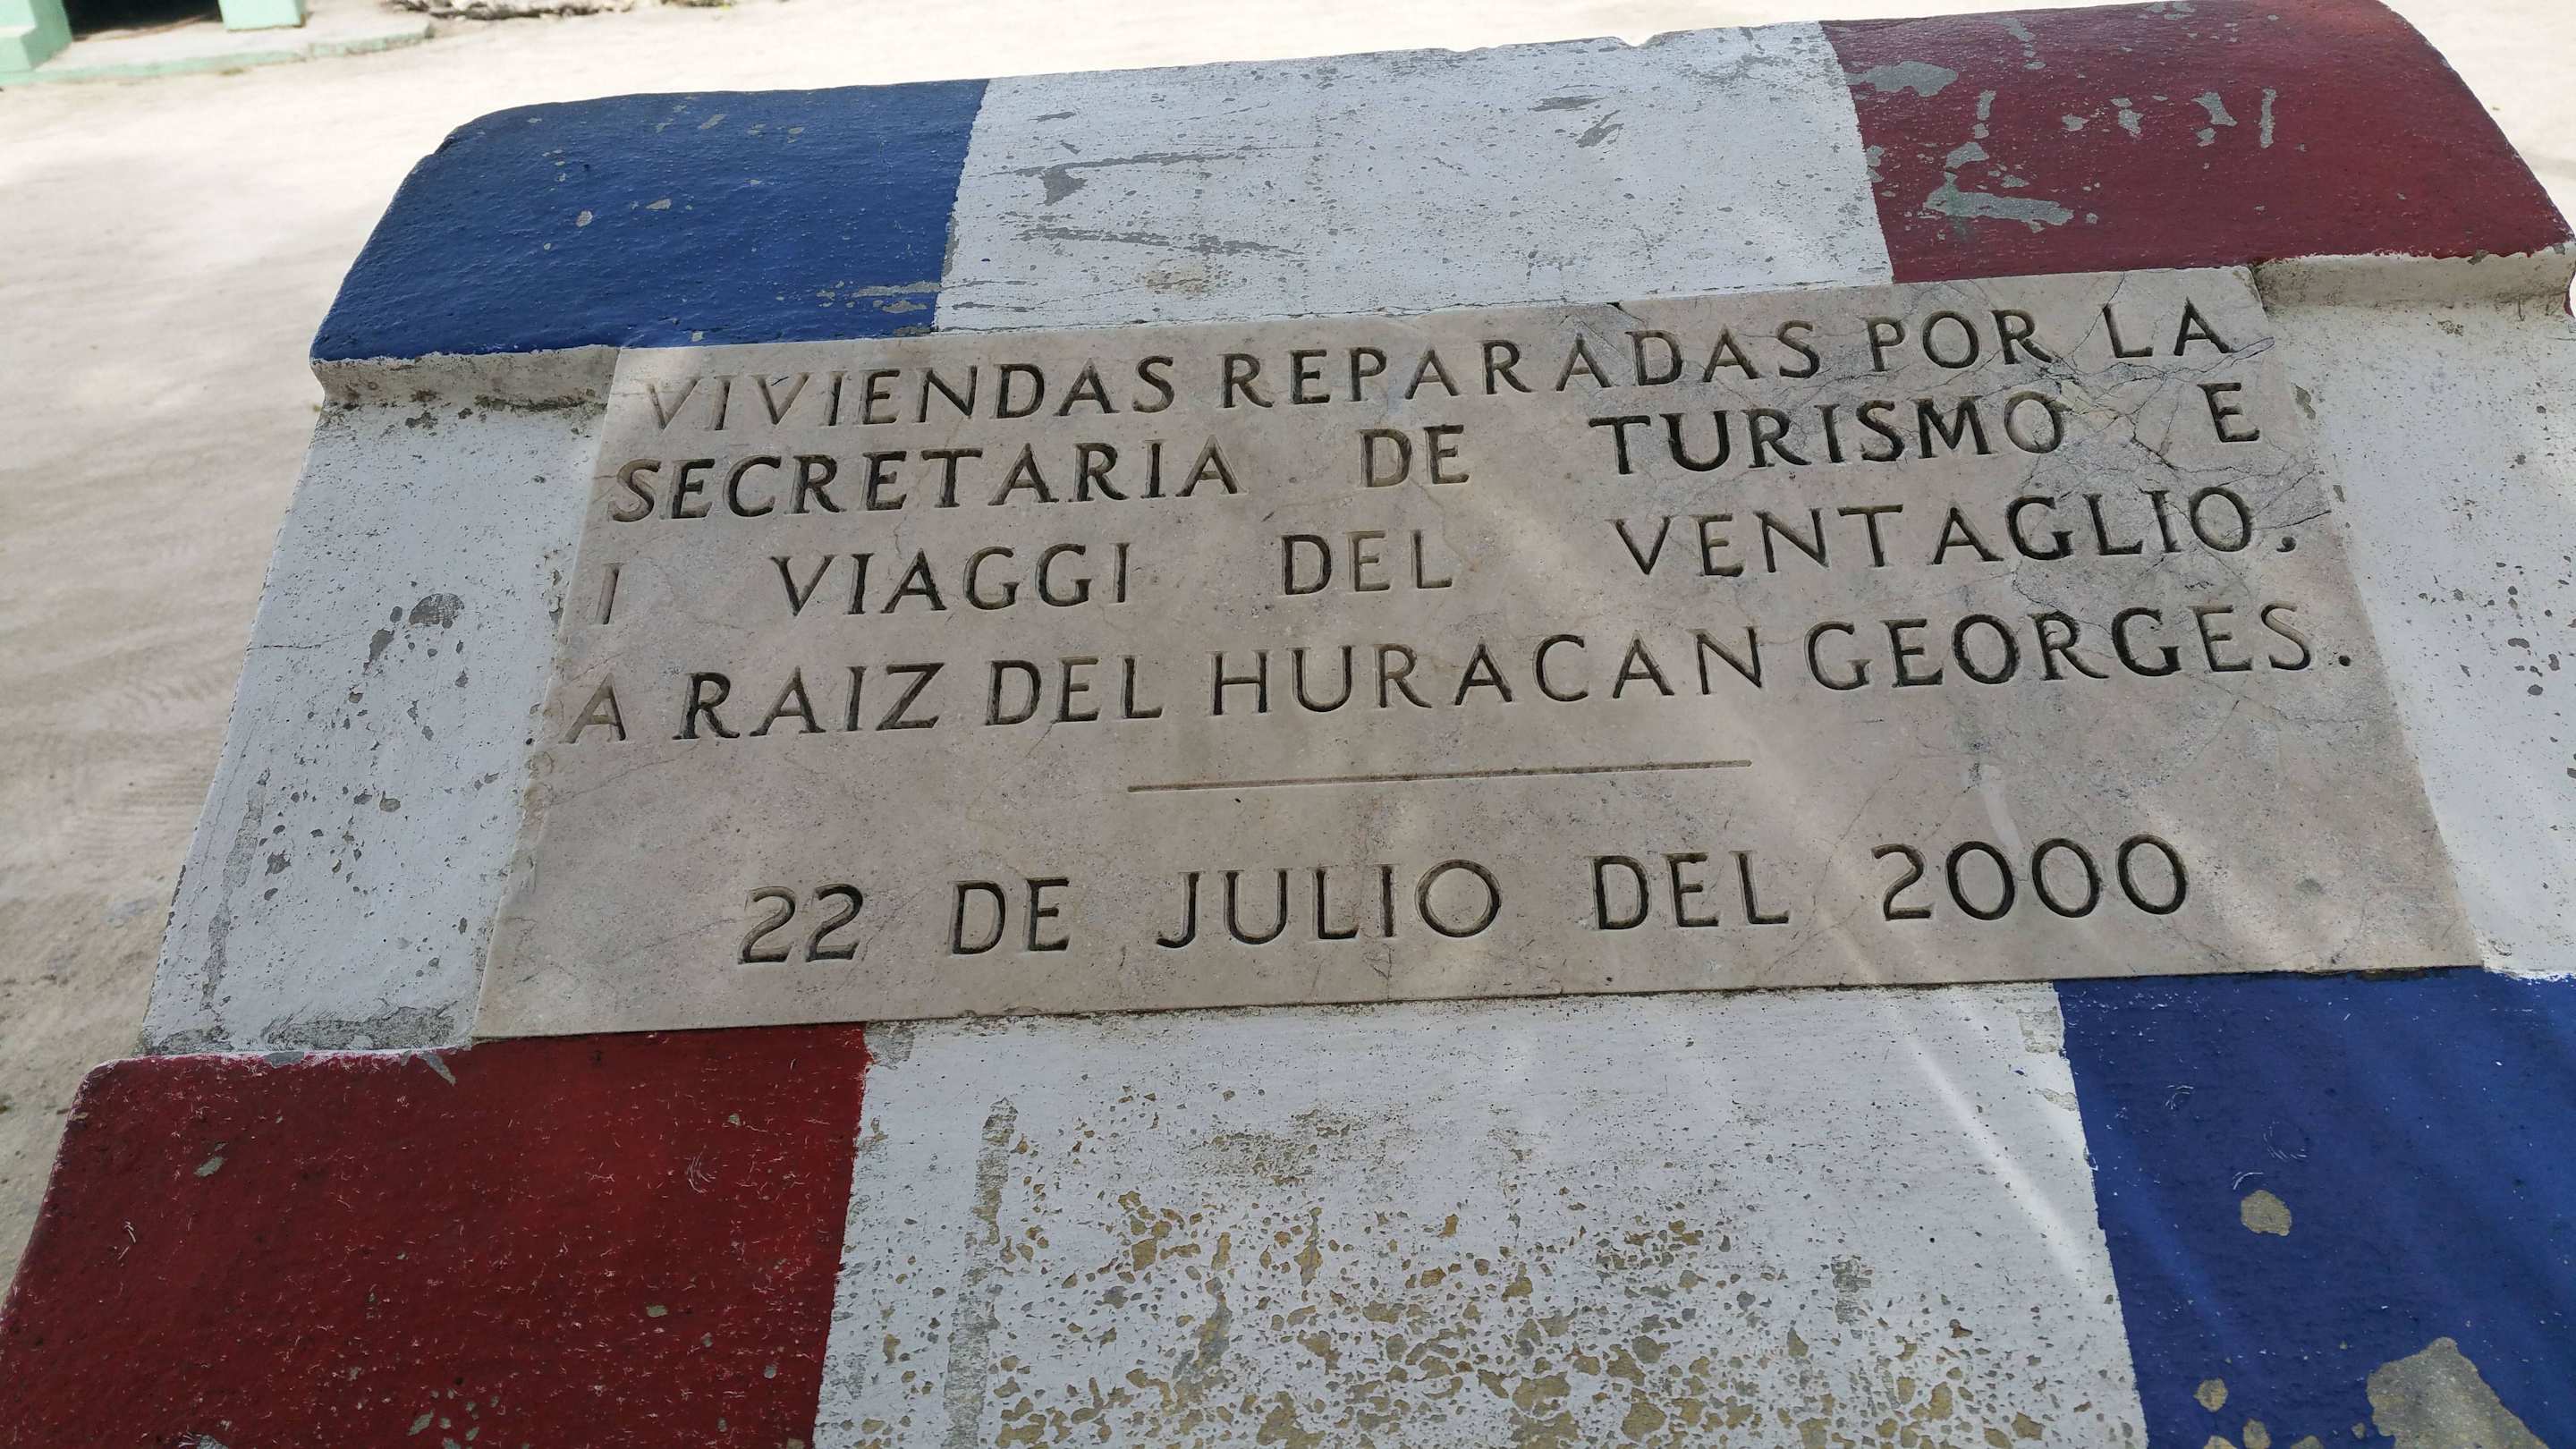 VIVIENDAS REPARADAS POR LA
SECRETARIA DE TURISMO E
I VIAGGI DEL VENTAGLIO,
A RAIZ DEL HURACAN GEORGES.
22 DE JULIO DEL 2000